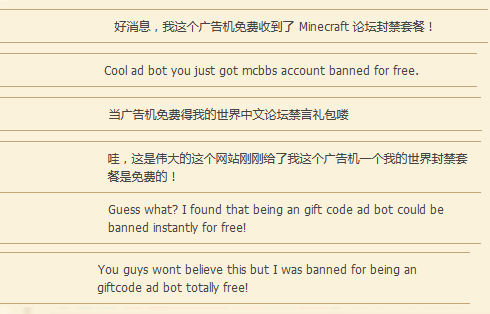 好消息，我这个广告机免费收到了 Minecraft 论坛封禁套餐！
Cool ad bot you just got mcbbs account banned for free.
当广告机免费得我的世界中文论坛禁言礼包喽
哇，这是伟大的这个网站刚刚给了我这个广告机一个我的世界封禁套
餐是免费的！
Guess what? I found that being an gift code ad bot could be
banned instantly for free!
You guys wont believe this but I was banned for being an
giftcode ad bot totally free!